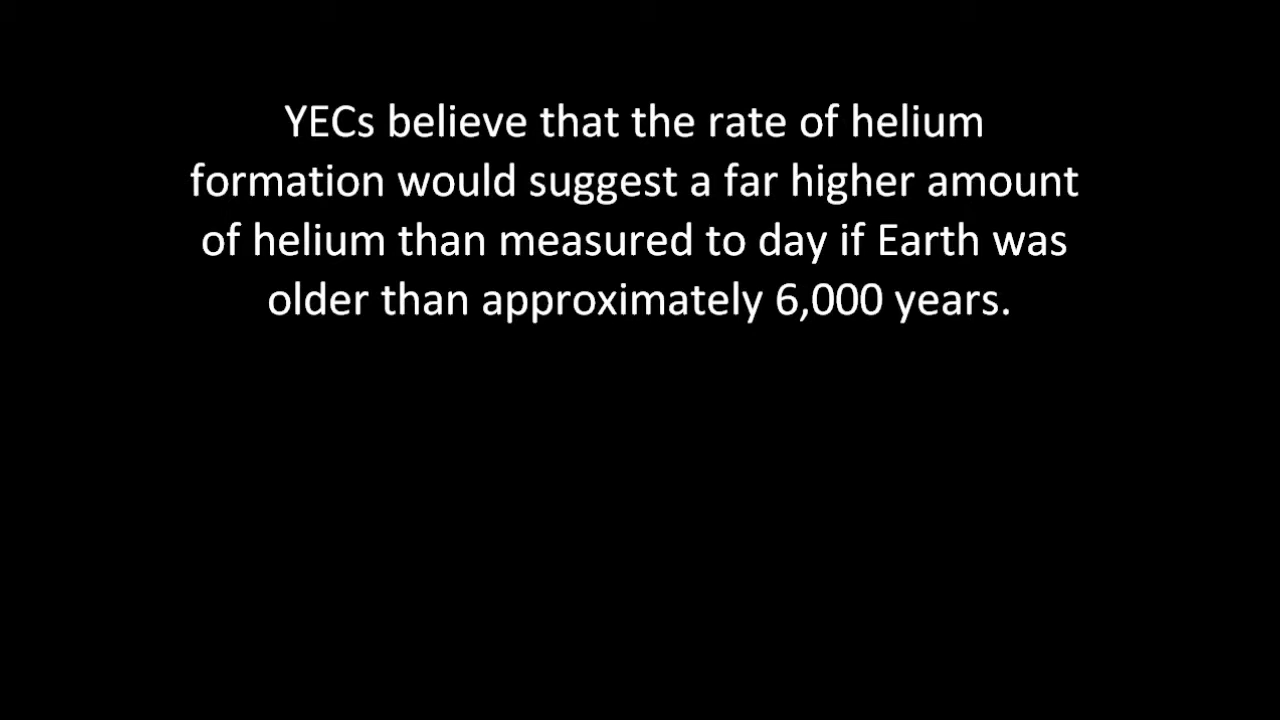 YECs believe that the rate of helium
formation would suggest a far higher amount
of helium than measured to day if Earth was
older than approximately 6,000 years.